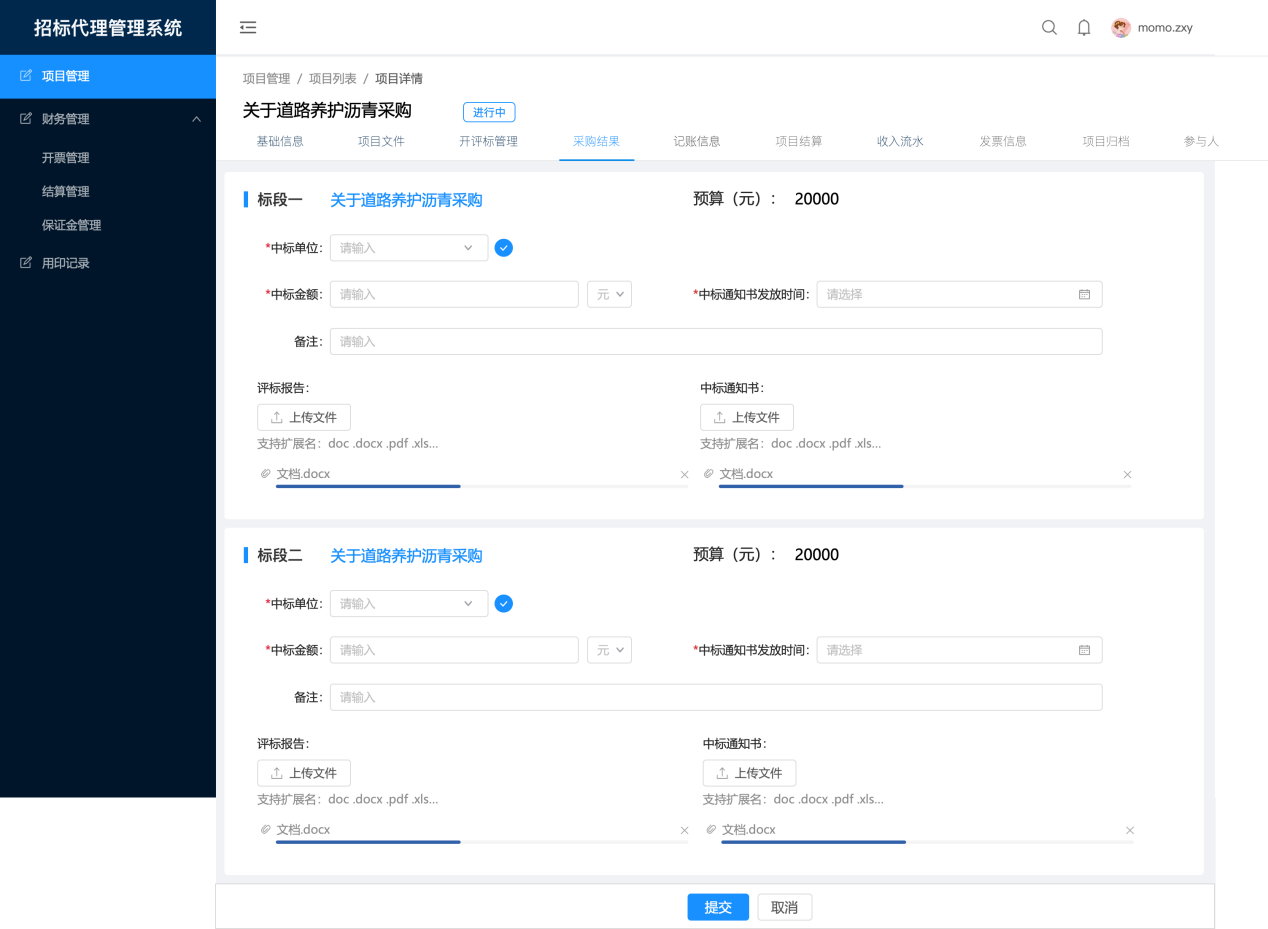 招标代理管理系统
momo.zxy
项目管理
项目管理 / 项目列表 / 项目详情
关于道路养护沥青采购 进行中
财务管理
开票管理
结算管理
保证金管理
用印记录
基础信息 项目文件 开评标管理 采购结果 记账信息 项目结算 收入流水 发票信息 项目归档 参与人
标段一 关于道路养护沥青采购 预算（元）： 20000
*中标单位: 请输入
*中标金额: 请输入 元 *中标通知书发放时间: 请选择
备注: 请输入
评标报告: 中标通知书:
上传文件 上传文件
支持扩展名: doc .docx .pdf .xls... 支持扩展名: doc .docx .pdf .xls...
文档.docx 文档.docx
标段二 关于道路养护沥青采购 预算（元）： 20000
*中标单位: 请输入
*中标金额: 请输入 元 *中标通知书发放时间: 请选择
备注: 请输入
评标报告: 中标通知书:
上传文件 上传文件
支持扩展名: doc .docx .pdf .xls... 支持扩展名: doc .docx .pdf .xls...
文档.docx 文档.docx
提交 取消